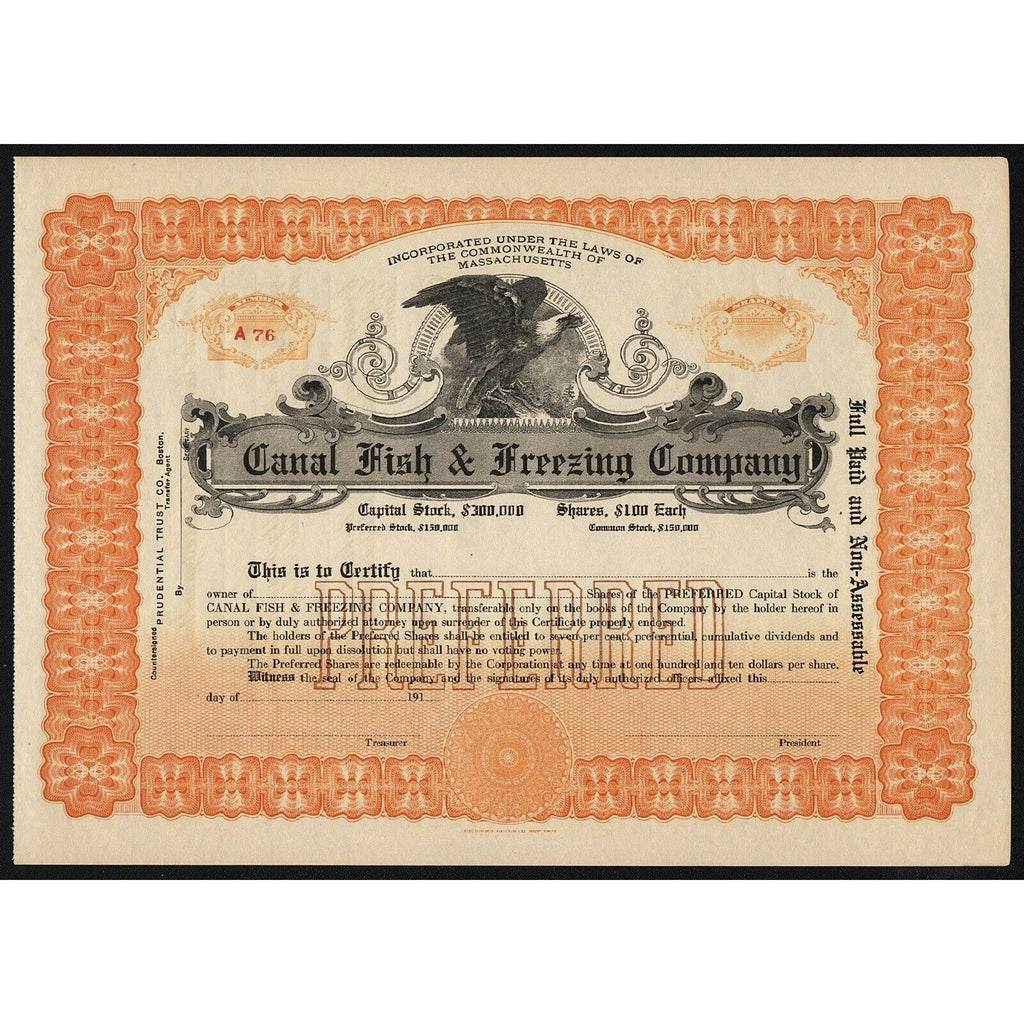 INCORPORATED UNDER THE LAWS OF
THE COMMONWEALTH OF
MASSACHUSETTS
NUMBER
A 76
SHARES
Canal Fish & Freezing Company
Capital Stock, $300,000 Shares, $100 Each
Preferred Stock, $150,000 Common Stock, $150,000
This is to Certify that is the
owner of Shares of the PREFERRED Capital Stock of
CANAL FISH & FREEZING COMPANY, transferable only on the books of the Company by the holder hereof in
person or by duly authorized attorney upon surrender of this Certificate properly endorsed.
The holders of the Preferred Shares shall be entitled to seven per cent. preferential, cumulative dividends and
to payment in full upon dissolution but shall have no voting power.
The Preferred Shares are redeemable by the Corporation at any time at one hundred and ten dollars per share.
Witness the seal of the Company and the signatures of its duly authorized officers affixed this
day of 191
PREFERRED
Treasurer President
Countersigned
PRUDENTIAL TRUST CO., Boston.
Transfer Agent
By
SECRETARY
Full Paid and Non-Assessable